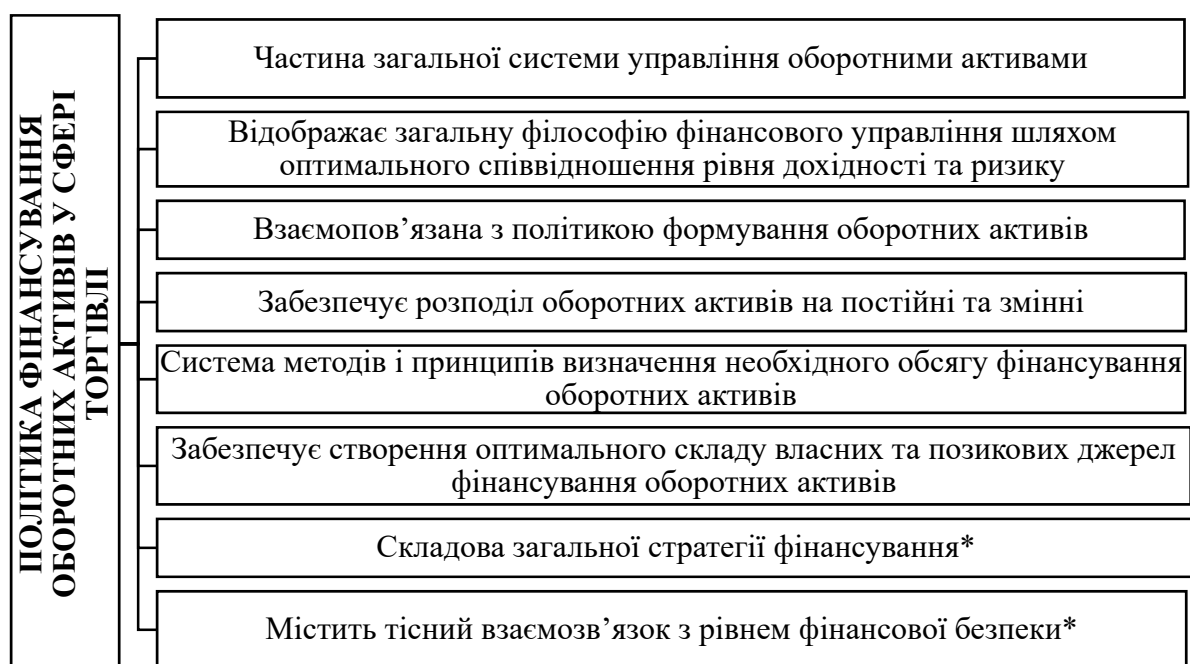 ПОЛІТИКА ФІНАНСУВАННЯ
ОБОРОТНИХ АКТИВІВ У СФЕРІ
ТОРГІВЛІ
Частина загальної системи управління оборотними активами
Відображає загальну філософію фінансового управління шляхом
оптимального співвідношення рівня дохідності та ризику
Взаємопов’язана з політикою формування оборотних активів
Забезпечує розподіл оборотних активів на постійні та змінні
Система методів і принципів визначення необхідного обсягу фінансування
оборотних активів
Забезпечує створення оптимального складу власних та позикових джерел
фінансування оборотних активів
Складова загальної стратегії фінансування*
Містить тісний взаємозв’язок з рівнем фінансової безпеки*